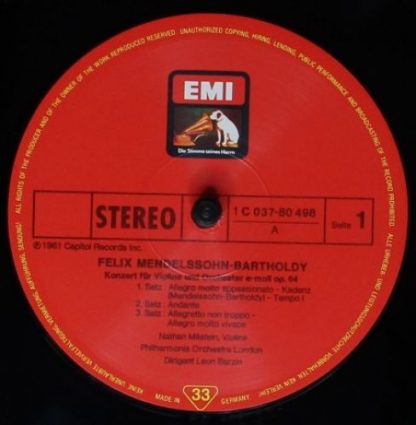 ALL RIGHTS OF THE PRODUCER AND OF THE OWNER OF THE WORK REPRODUCED RESERVED. UNAUTHORIZED COPYING, HIRING, LENDING, PUBLIC PERFORMANCE AND BROADCASTING OF THE RECORD PROHIBITED.
EMI
Die Stimme seines Herrn
STEREO
1 C 037-80 498
A
Seite 1
℗ 1961 Capitol Records Inc.
FELIX MENDELSSOHN-BARTHOLDY
Konzert für Violine und Orchester e-moll op. 64
1. Satz: Allegro molto appassionato - Kadenz
(Mendelssohn-Bartholdy) - Tempo I
2. Satz: Andante
3. Satz: Allegretto non troppo -
Allegro molto vivace
Nathan Milstein, Violine
Philharmonia Orchestra London
Dirigent Leon Barzin
MADE IN
33
GERMANY.